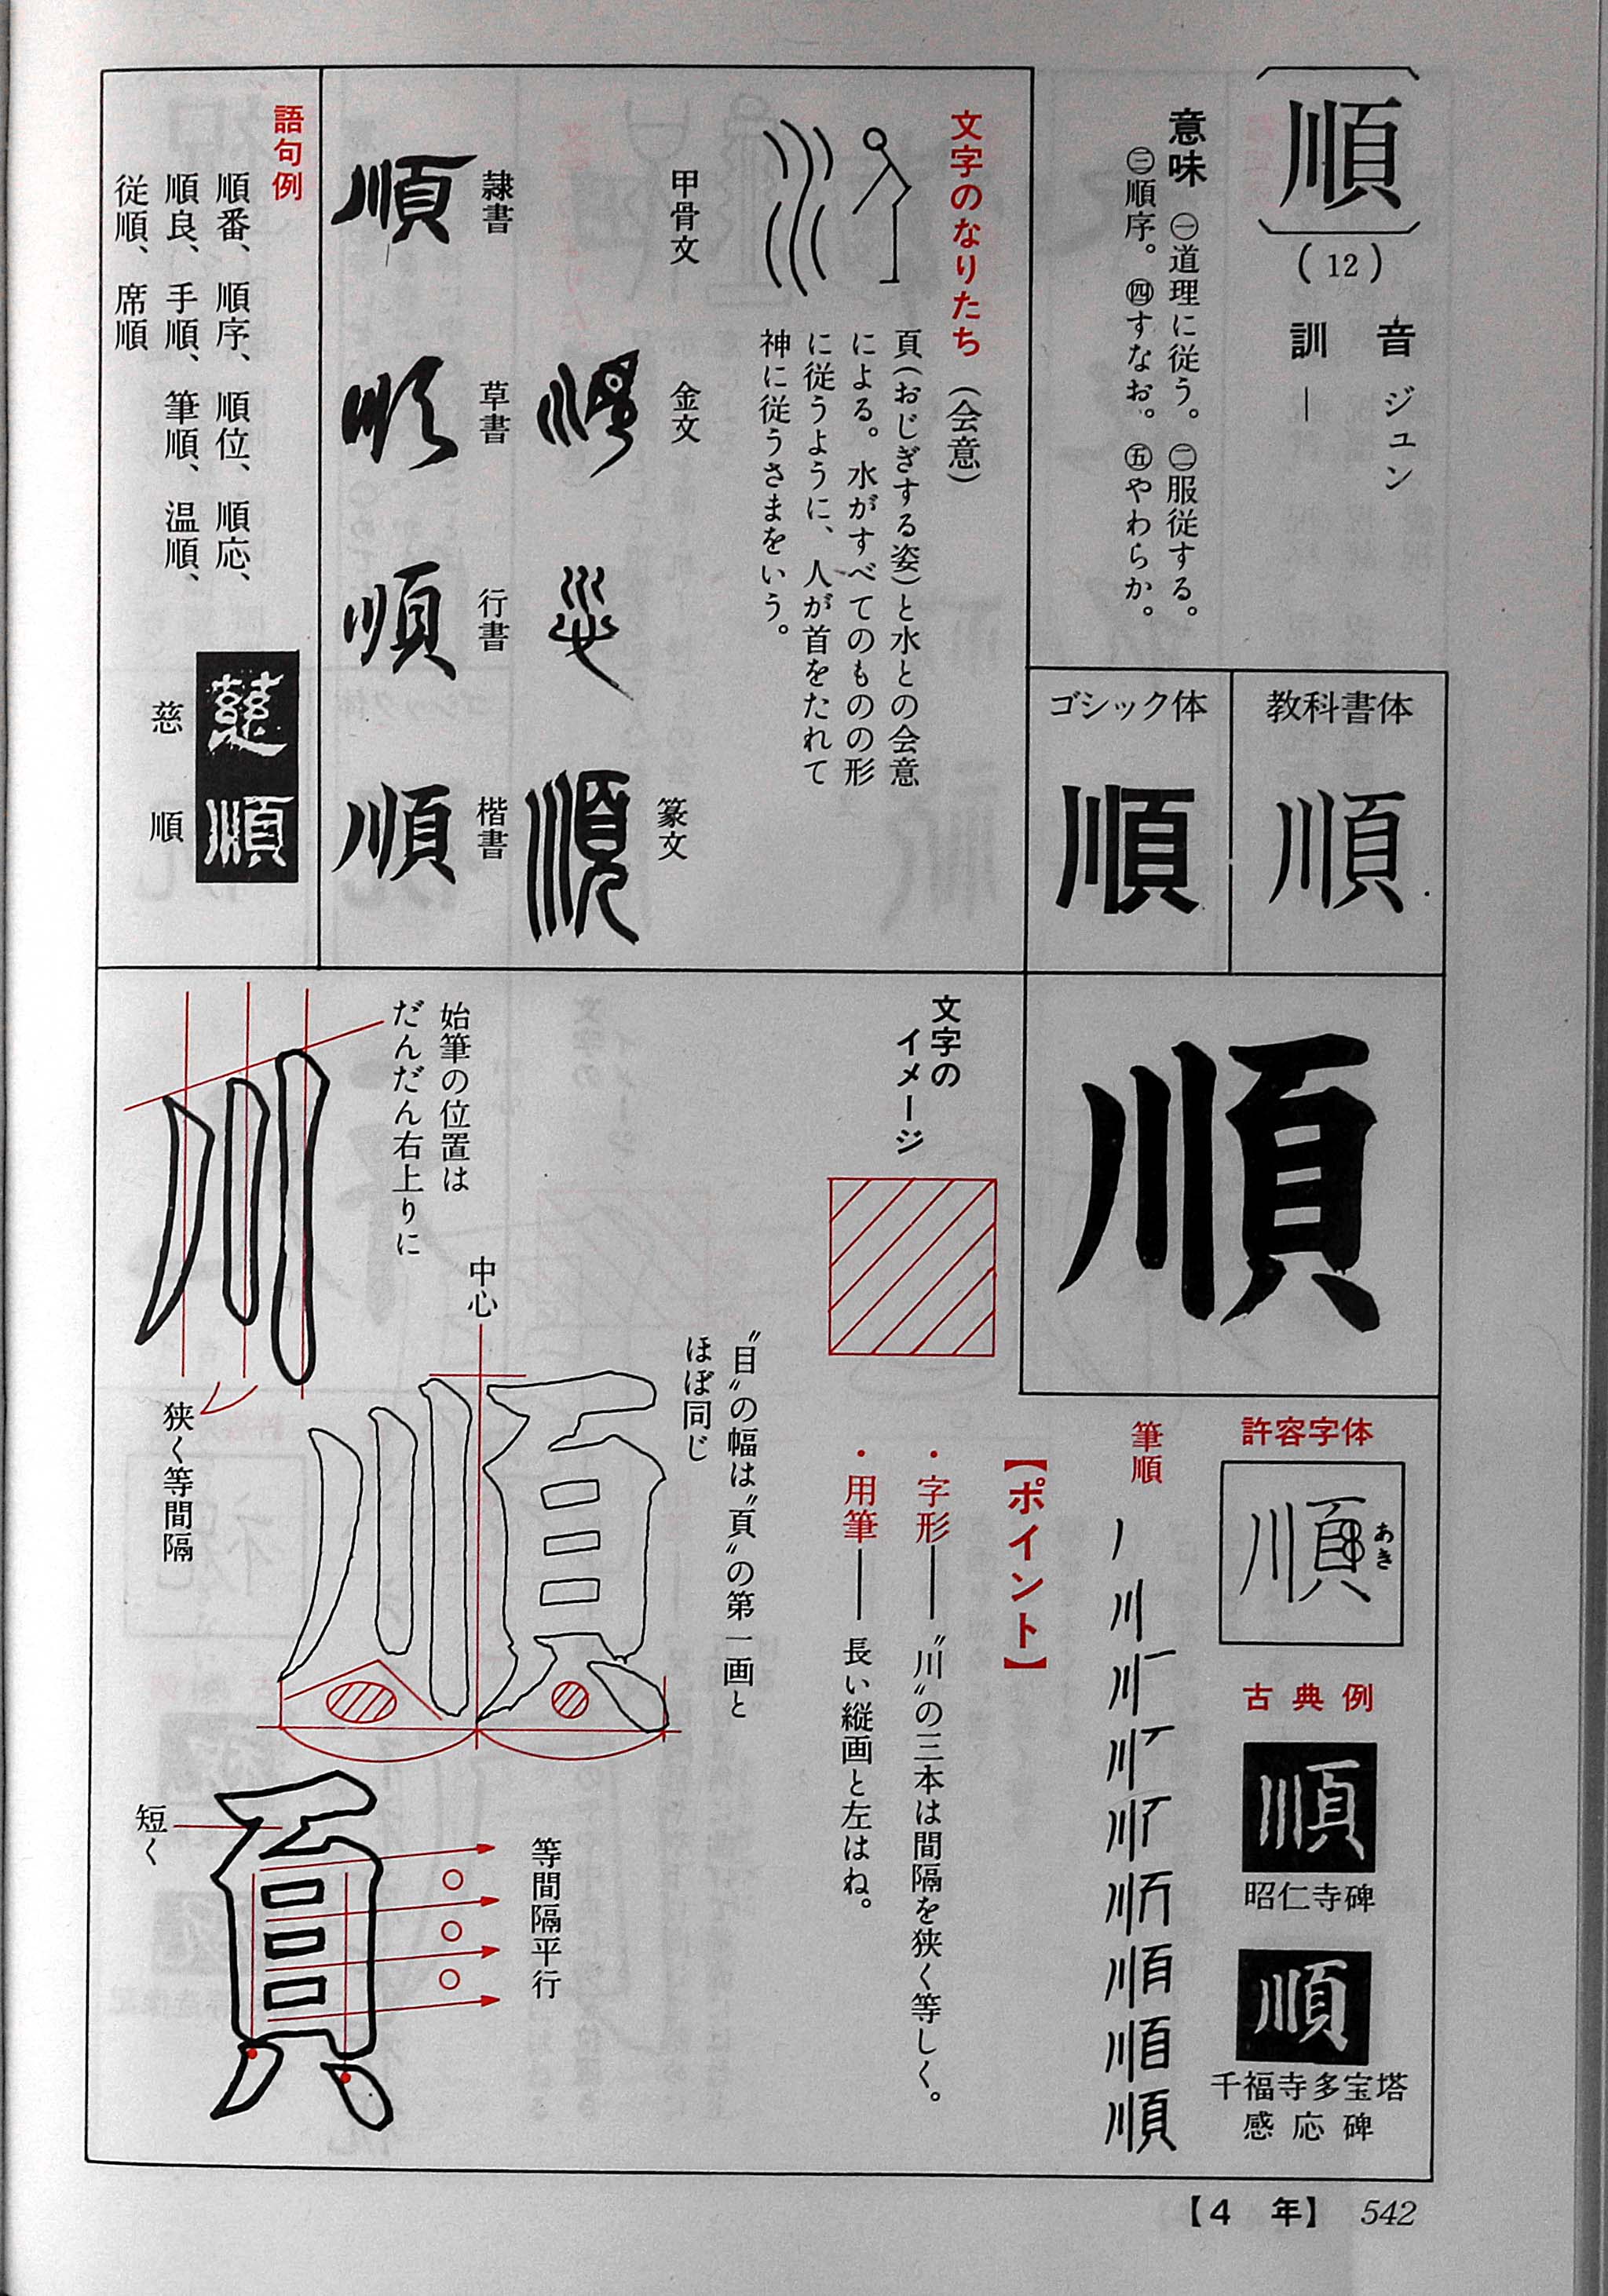 順
(12)
音 ジュン
訓 —
意味 ㊀道理に従う。 ㊁服従する。
㊂順序。 ㊃すなお。 ㊄やわらか。
教科書体
順
ゴシック体
順
文字のなりたち（会意）
頁（おじぎする姿）と水との会意
による。水がすべてのものの形
に従うように、人が首をたれて
神に従うさまをいう。
甲骨文
金文
篆文
順
隷書
順
草書
順
行書
順
楷書
順
語句例
順番、順序、順位、順応、
順良、手順、筆順、温順、
従順、席順
慈順
慈順
順
許容字体
順
あき
古典例
順
昭仁寺碑
順
千福寺多宝塔
感応碑
筆順
順
【ポイント】
・字形——〝川〟の三本は間隔を狭く等しく。
・用筆——長い縦画と左はね。
文字の
イメージ
〝目〟の幅は〝頁〟の第一画と
ほぼ同じ
中心
順
始筆の位置は
だんだん右上りに
川
狭く等間隔
等間隔平行
頁
短く
【4 年】 542